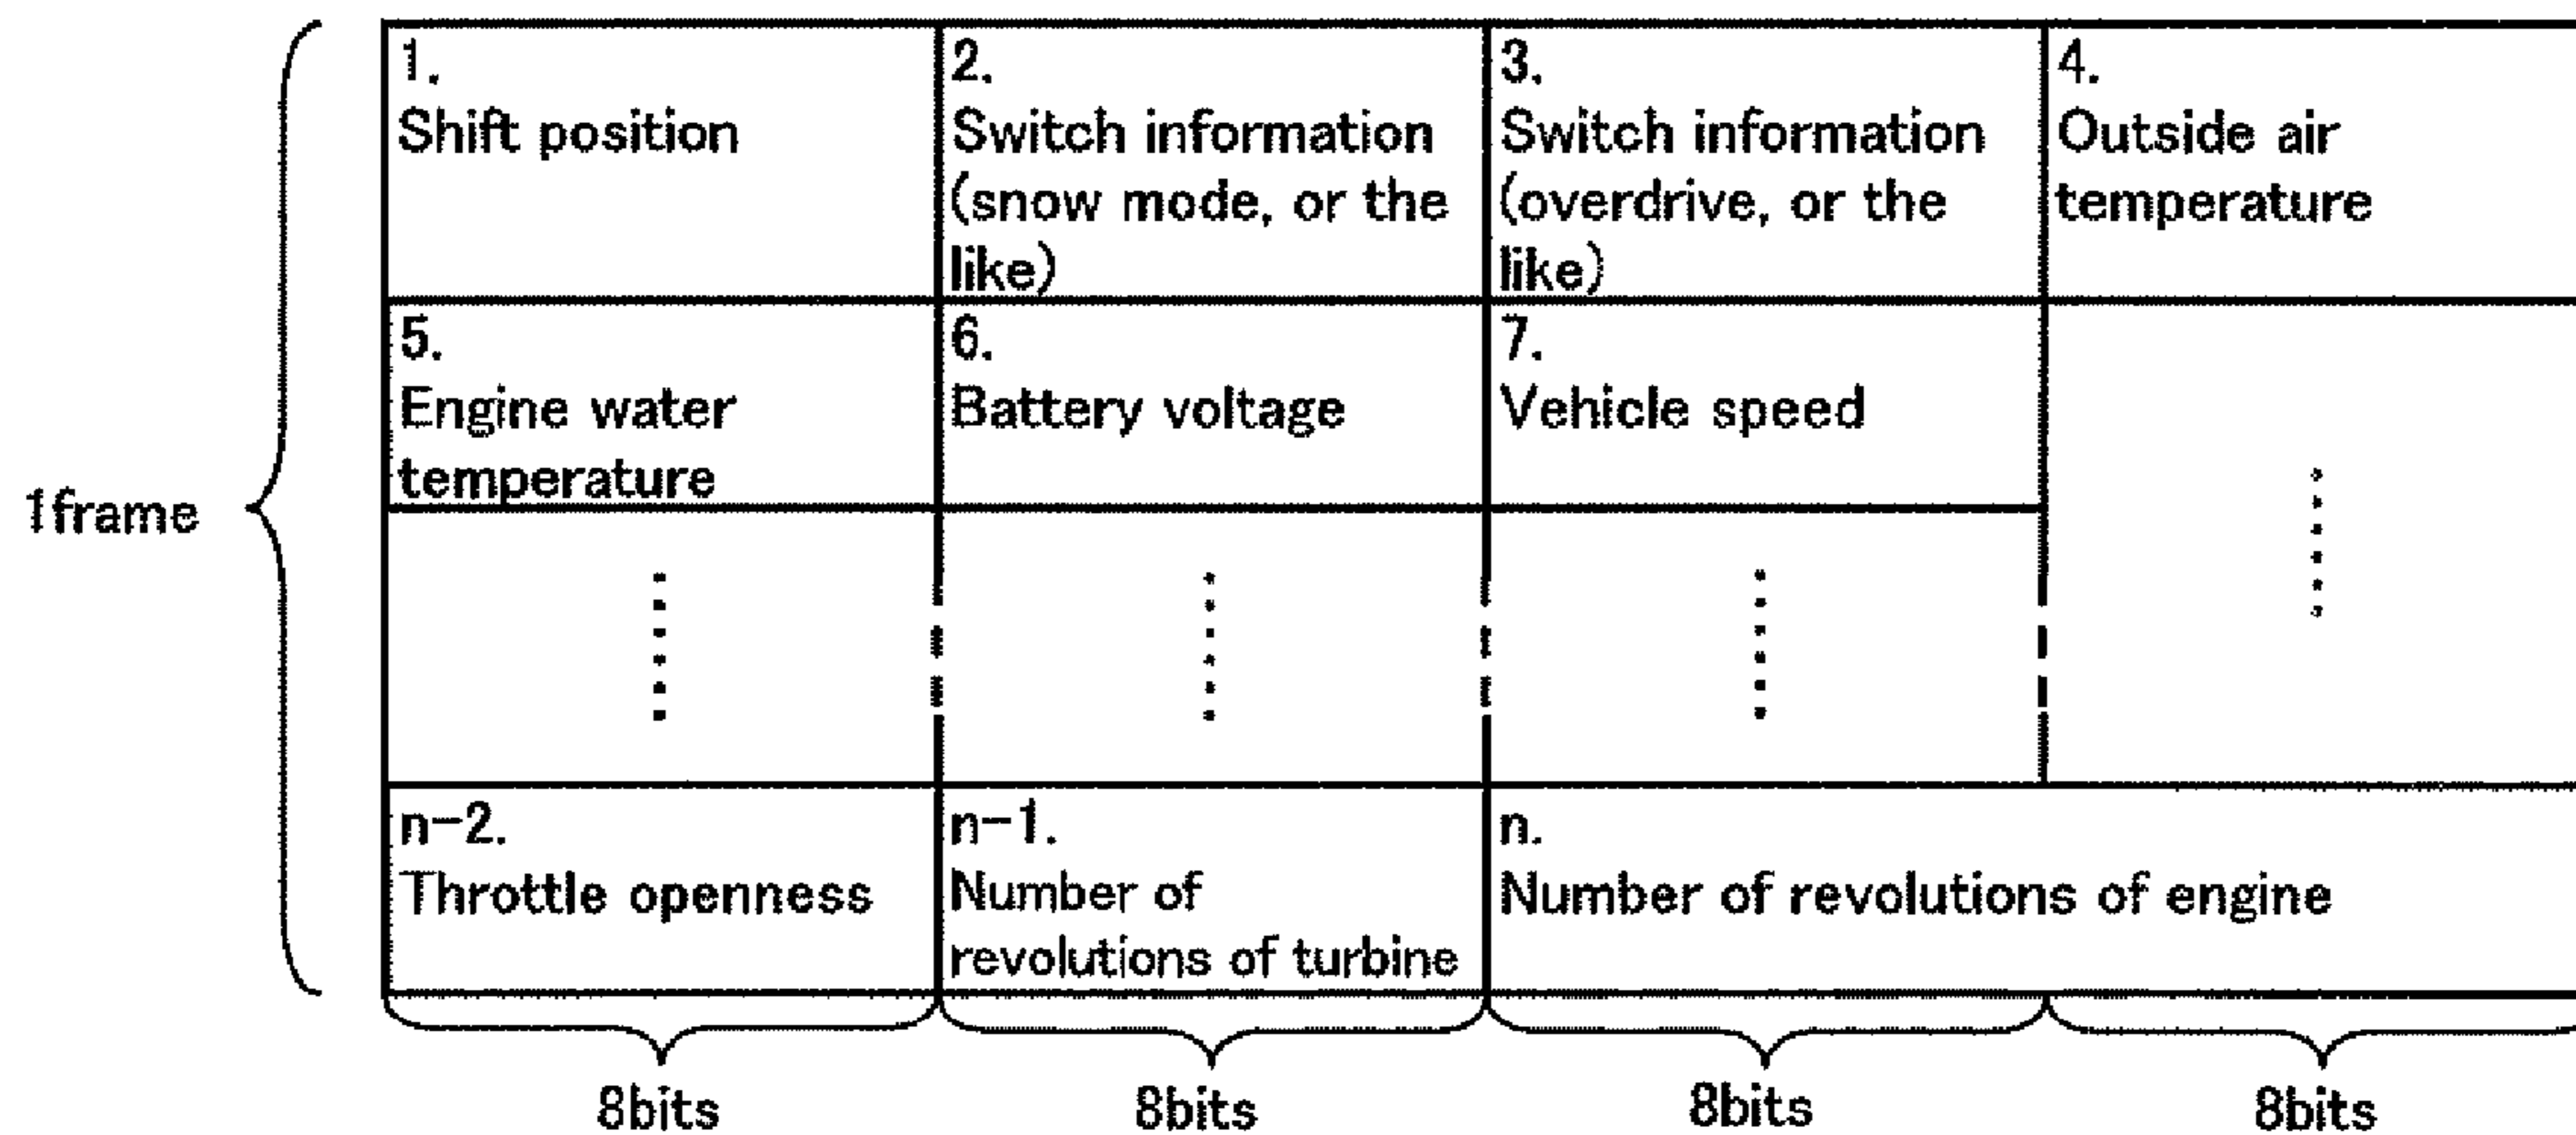 1.
Shift position
2.
Switch information
(snow mode, or the
like)
3.
Switch information
(overdrive, or the
like)
4.
Outside air
temperature
5.
Engine water
temperature
6.
Battery voltage
7.
Vehicle speed
1frame
n-2.
Throttle openness
n-1.
Number of
revolutions of turbine
n.
Number of revolutions of engine
8bits
8bits
8bits
8bits